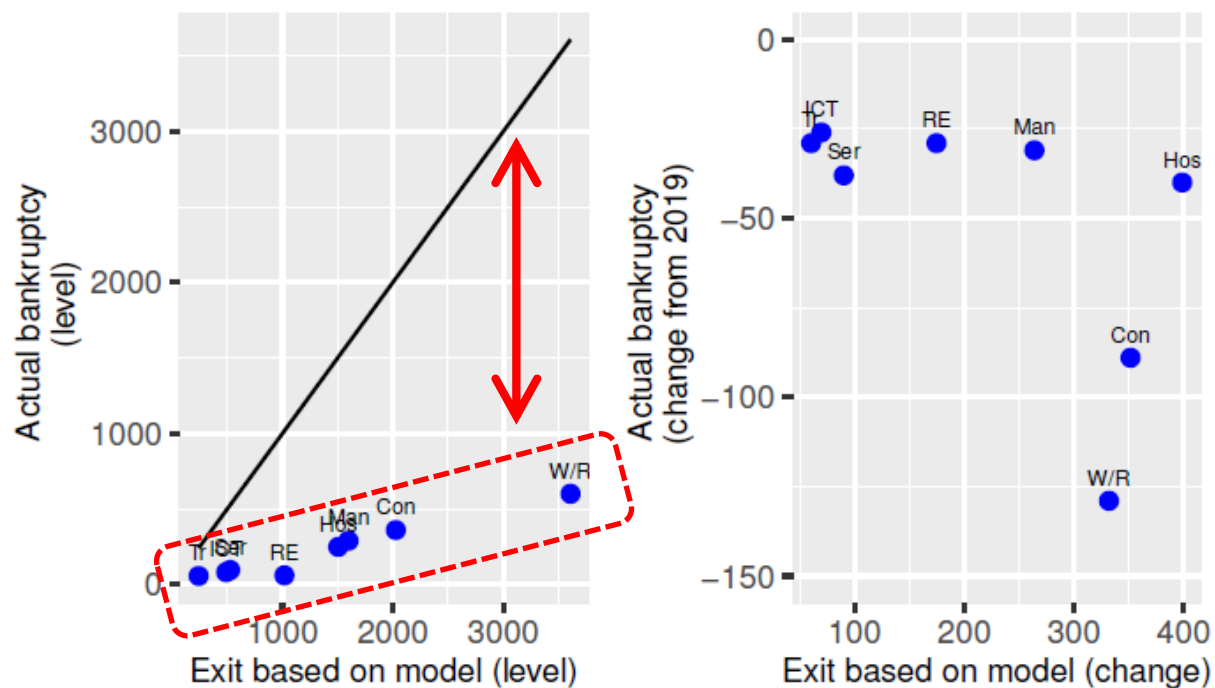 Actual bankruptcy
(level)
3000
2000
1000
0
Tr
ICT
Ser
RE
Hos
Man
Con
W/R
1000
2000
3000
Exit based on model (level)
Actual bankruptcy
(change from 2019)
0
−50
−100
−150
ICT
Tr
Ser
RE
Man
Hos
Con
W/R
100
200
300
400
Exit based on model (change)